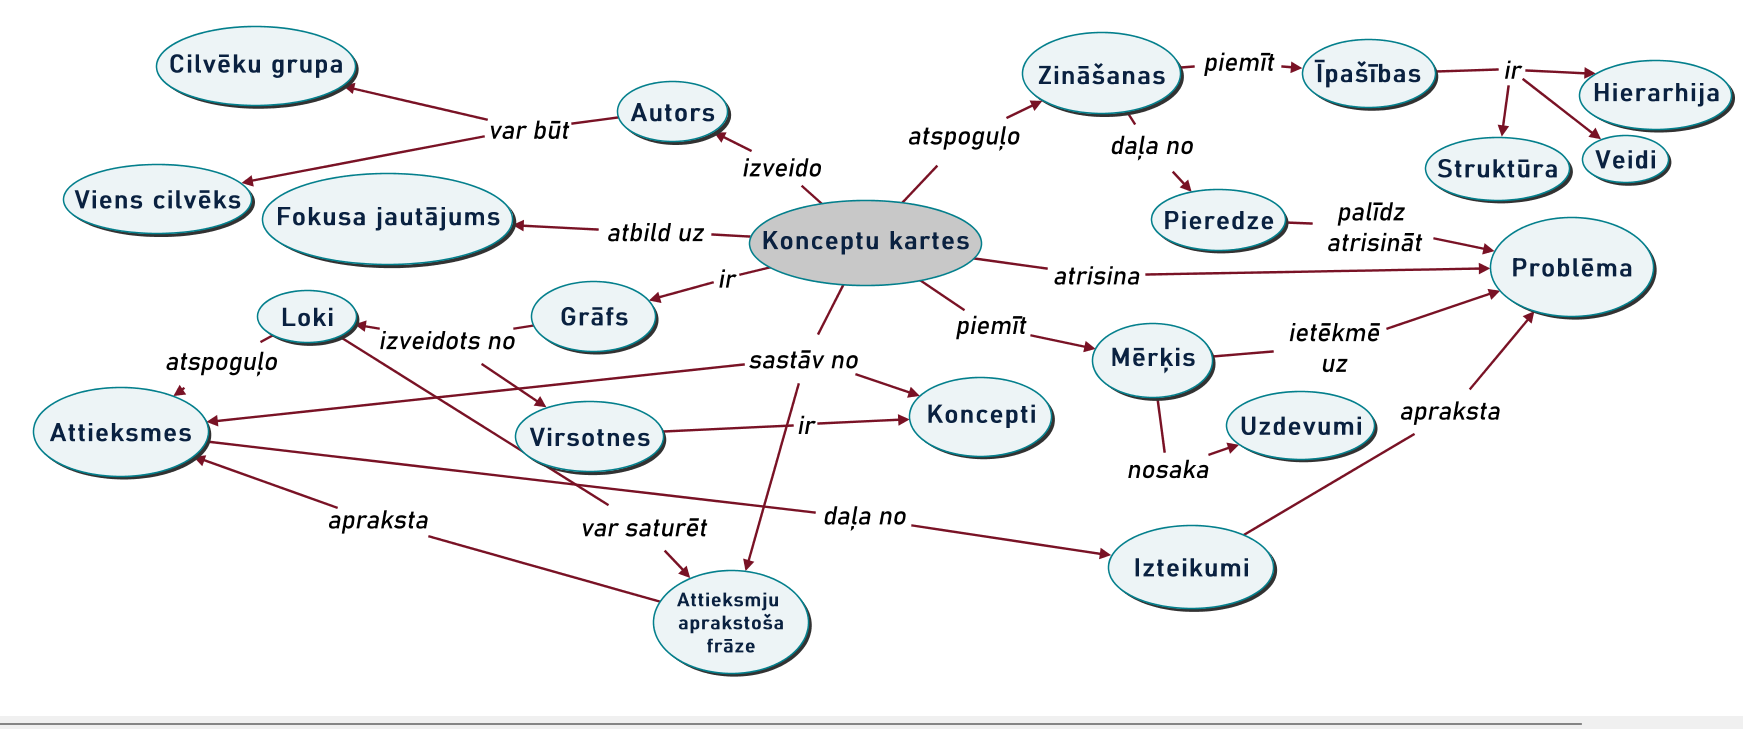 Cilvēku grupa
Zināšanas
piemīt
Īpašības
ir
Hierarhija
Autors
var būt
atspoguļo
daļa no
Struktūra
Veidi
izveido
Viens cilvēks
Fokusa jautājums
atbild uz
Konceptu kartes
Pieredze
palīdz
atrisināt
Problēma
ir
atrisina
Loki
Grāfs
izveidots no
piemīt
ietēkmē
uz
atspoguļo
sastāv no
Mērķis
Attieksmes
Virsotnes
ir
Koncepti
Uzdevumi
apraksta
nosaka
apraksta
var saturēt
daļa no
Izteikumi
Attieksmju
aprakstoša
frāze